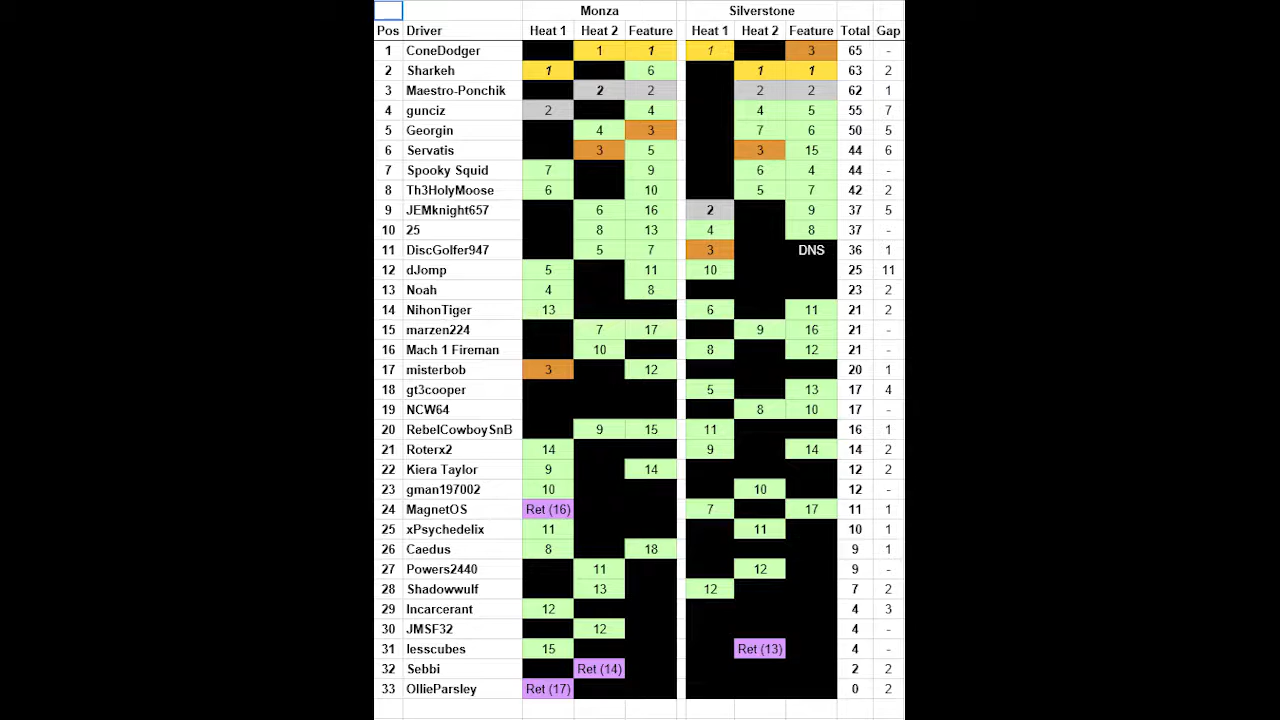 Monza Silverstone
Pos Driver Heat 1 Heat 2 Feature Heat 1 Heat 2 Feature Total Gap
1 ConeDodger 1 1 1 3 65 -
2 Sharkeh 1 6 1 1 63 2
3 Maestro-Ponchik 2 2 2 2 62 1
4 gunciz 2 4 4 5 55 7
5 Georgin 4 3 7 6 50 5
6 Servatis 3 5 3 15 44 6
7 Spooky Squid 7 9 6 4 44 -
8 Th3HolyMoose 6 10 5 7 42 2
9 JEMknight657 6 16 2 9 37 5
10 25 8 13 4 8 37 -
11 DiscGolfer947 5 7 3 DNS 36 1
12 dJomp 5 11 10 25 11
13 Noah 4 8 23 2
14 NihonTiger 13 6 11 21 2
15 marzen224 7 17 9 16 21 -
16 Mach 1 Fireman 10 8 12 21 -
17 misterbob 3 12 20 1
18 gt3cooper 5 13 17 4
19 NCW64 8 10 17 -
20 RebelCowboySnB 9 15 11 16 1
21 Roterx2 14 9 14 14 2
22 Kiera Taylor 9 14 12 2
23 gman197002 10 10 12 -
24 MagnetOS Ret (16) 7 17 11 1
25 xPsychedelix 11 11 10 1
26 Caedus 8 18 9 1
27 Powers2440 11 12 9 -
28 Shadowwulf 13 12 7 2
29 Incarcerant 12 4 3
30 JMSF32 12 4 -
31 lesscubes 15 Ret (13) 4 -
32 Sebbi Ret (14) 2 2
33 OllieParsley Ret (17) 0 2